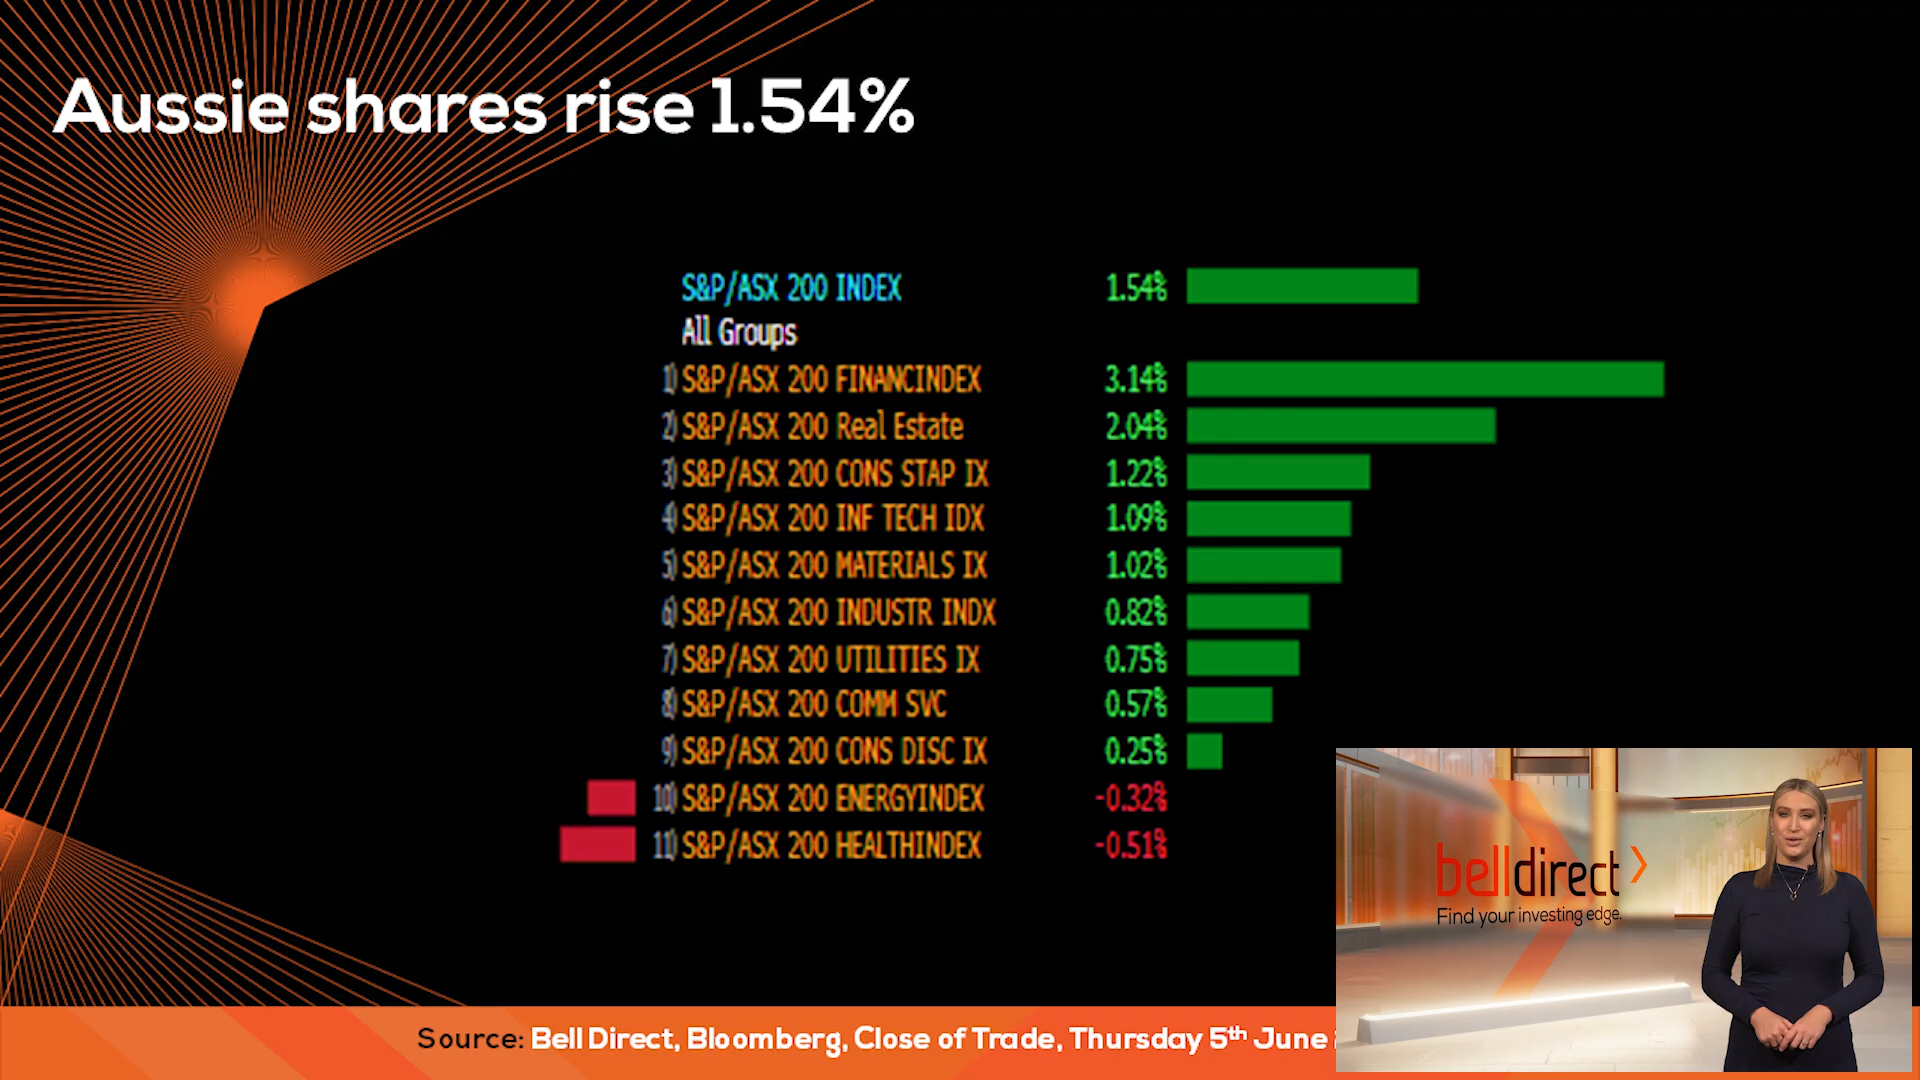 Aussie shares rise 1.54%
S&P/ASX 200 INDEX 1.54%
All Groups
1) S&P/ASX 200 FINANCINDEX 3.14%
2) S&P/ASX 200 Real Estate 2.04%
3) S&P/ASX 200 CONS STAP IX 1.22%
4) S&P/ASX 200 INF TECH IDX 1.09%
5) S&P/ASX 200 MATERIALS IX 1.02%
6) S&P/ASX 200 INDUSTR INDX 0.82%
7) S&P/ASX 200 UTILITIES IX 0.75%
8) S&P/ASX 200 COMM SVC 0.57%
9) S&P/ASX 200 CONS DISC IX 0.25%
10) S&P/ASX 200 ENERGYINDEX -0.32%
11) S&P/ASX 200 HEALTHINDEX -0.51%
belldirect
Find your investing edge.
Source: Bell Direct, Bloomberg, Close of Trade, Thursday 5th June